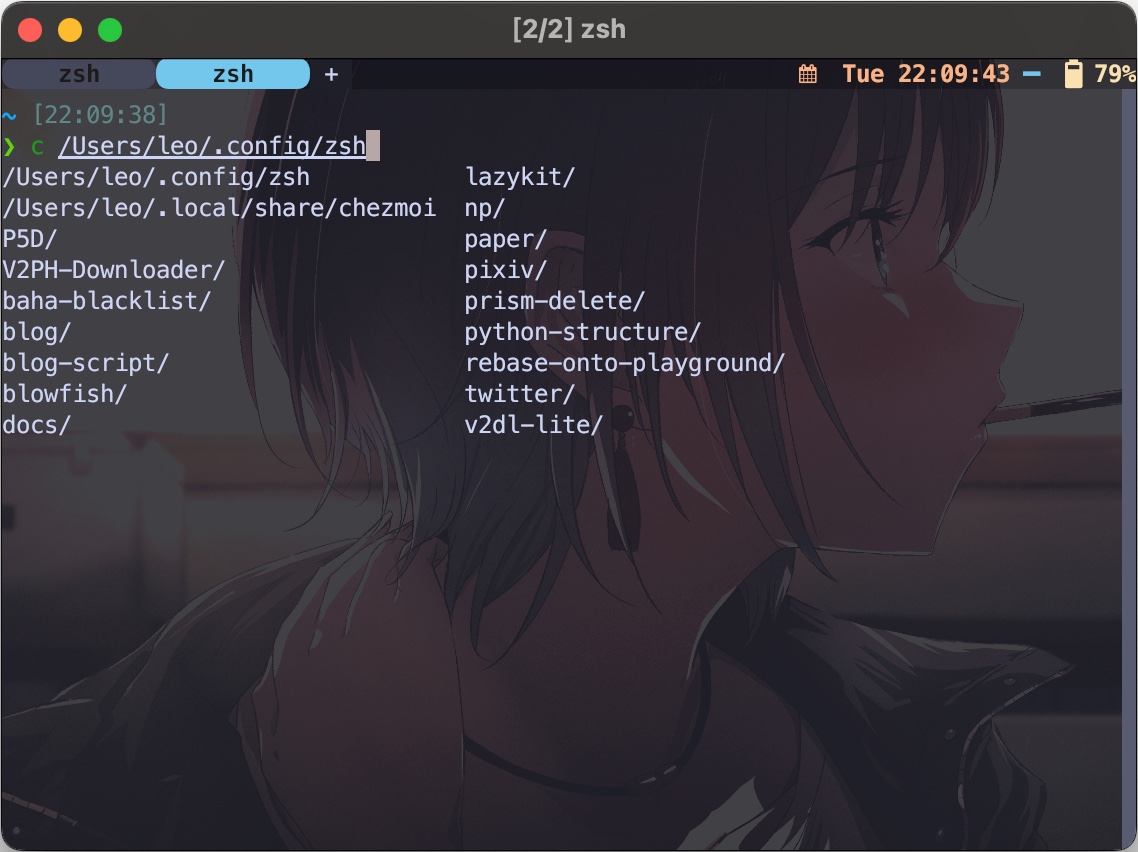 [2/2] zsh
zsh zsh + Tue 22:09:43 79%
~ [22:09:38]
❯ c /Users/leo/.config/zsh
/Users/leo/.config/zsh lazykit/
/Users/leo/.local/share/chezmoi np/
P5D/ paper/
V2PH-Downloader/ pixiv/
baha-blacklist/ prism-delete/
blog/ python-structure/
blog-script/ rebase-onto-playground/
blowfish/ twitter/
docs/ v2dl-lite/